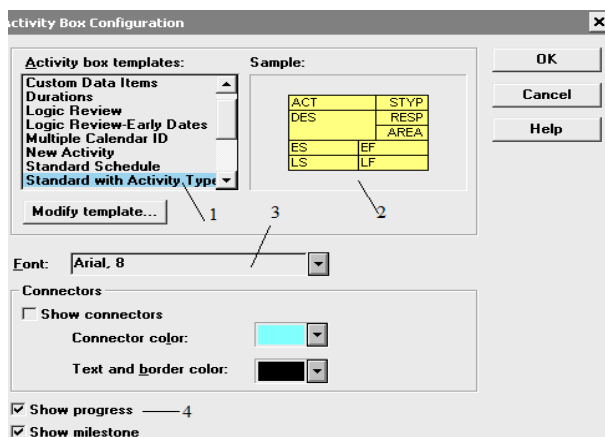 Activity Box Configuration
Activity box templates:
Sample:
OK
Custom Data Items
Durations
Logic Review
Logic Review-Early Dates
Multiple Calendar ID
New Activity
Standard Schedule
Standard with Activity Type
ACT STYP
DES RESP
AREA
ES EF
LS LF
Cancel
Help
Modify template...
1
3
2
Font: Arial, 8
Connectors
Show connectors
Connector color:
Text and border color:
Show progress 4
Show milestone